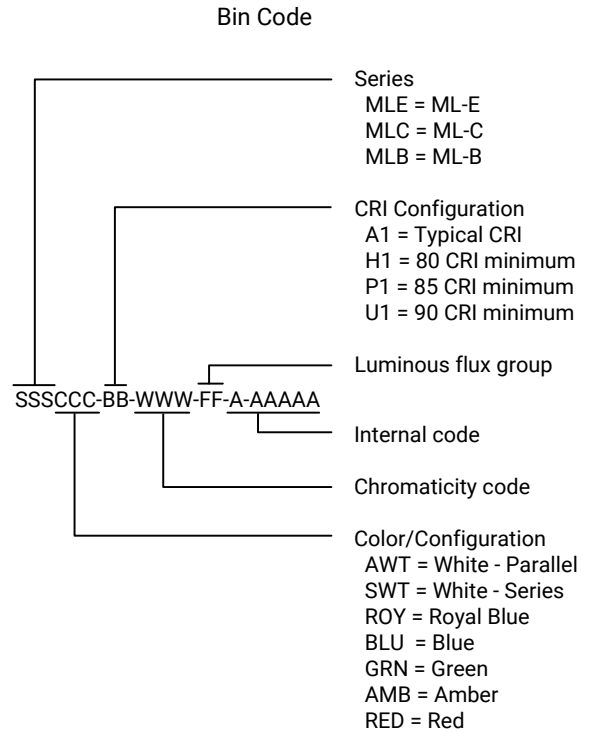 Bin Code
Series
MLE = ML-E
MLC = ML-C
MLB = ML-B
CRI Configuration
A1 = Typical CRI
H1 = 80 CRI minimum
P1 = 85 CRI minimum
U1 = 90 CRI minimum
Luminous flux group
SSSCCC-BB-WWW-FF-A-AAAAA
Internal code
Chromaticity code
Color/Configuration
AWT = White - Parallel
SWT = White - Series
ROY = Royal Blue
BLU = Blue
GRN = Green
AMB = Amber
RED = Red